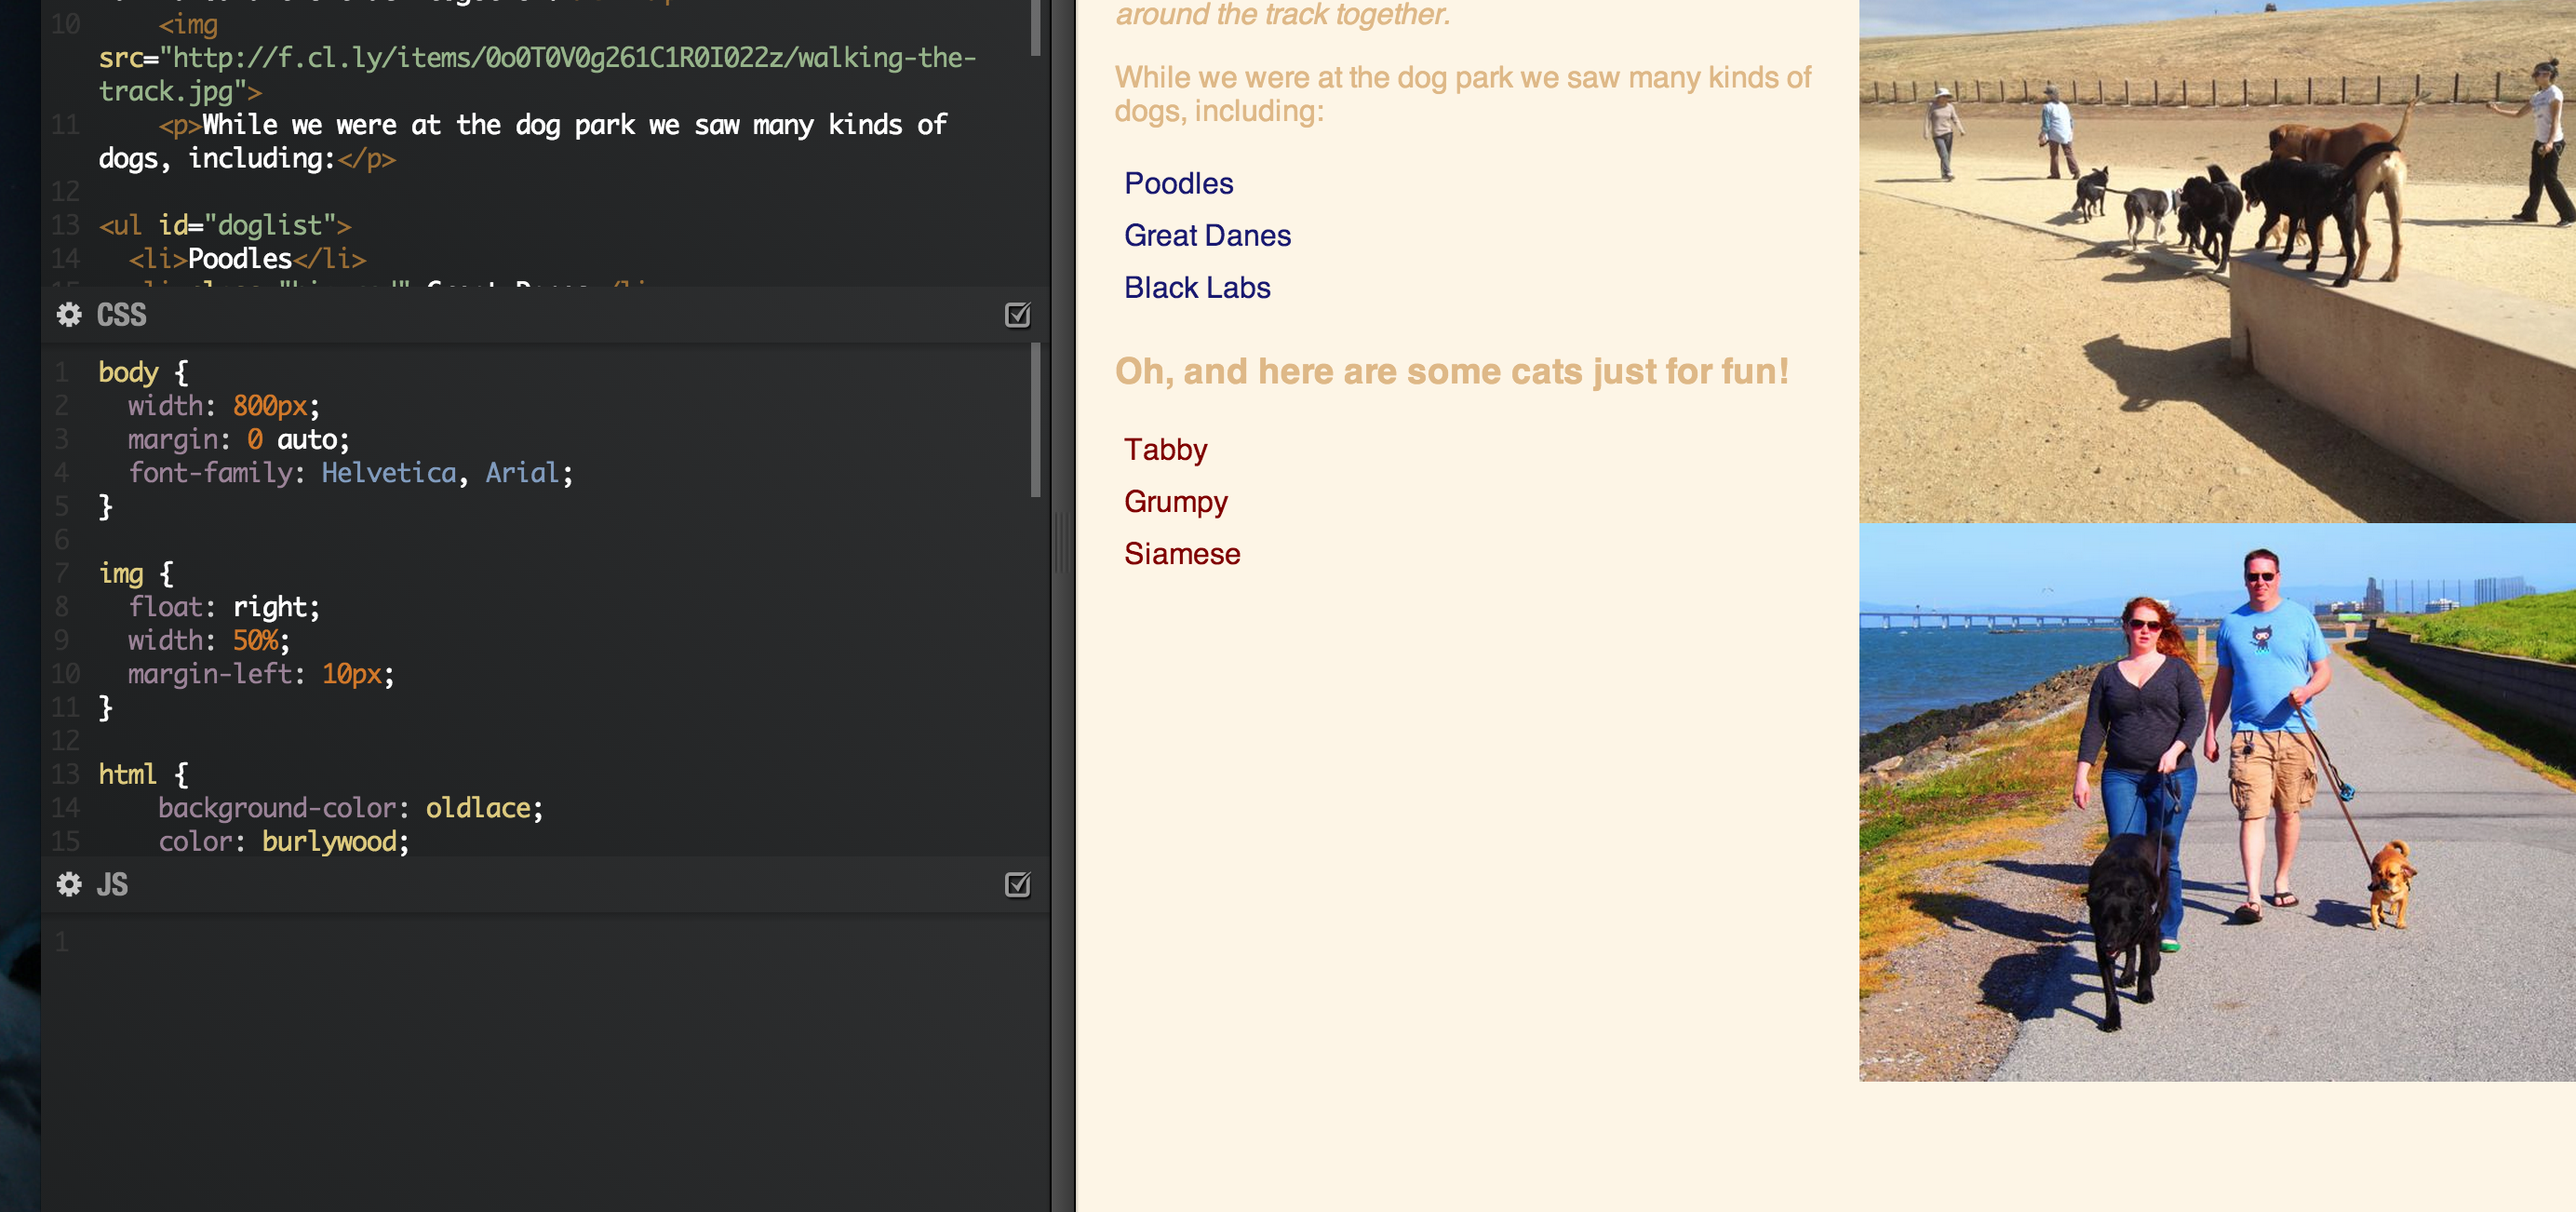 10 <img
src="http://f.cl.ly/items/0o0T0V0g261C1R0I022z/walking-the-
track.jpg">
11 <p>While we were at the dog park we saw many kinds of
dogs, including:</p>
12
13 <ul id="doglist">
14 <li>Poodles</li>
CSS
1 body {
2 width: 800px;
3 margin: 0 auto;
4 font-family: Helvetica, Arial;
5 }
6
7 img {
8 float: right;
9 width: 50%;
10 margin-left: 10px;
11 }
12
13 html {
14 background-color: oldlace;
15 color: burlywood;
JS
1
around the track together.
While we were at the dog park we saw many kinds of
dogs, including:
Poodles
Great Danes
Black Labs
Oh, and here are some cats just for fun!
Tabby
Grumpy
Siamese